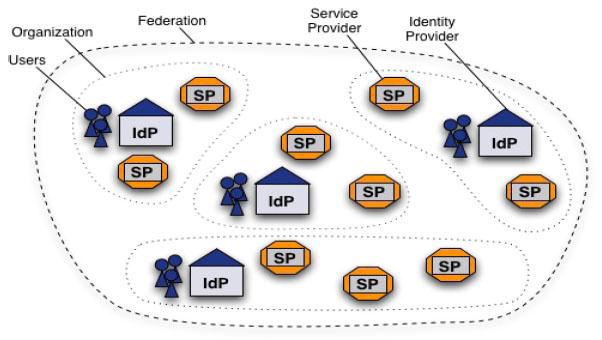 Service
Provider
Identity
Provider
Federation
Organization
Users
SP
SP
IdP
IdP
SP
SP
SP
SP
IdP
SP
IdP
SP
SP
SP